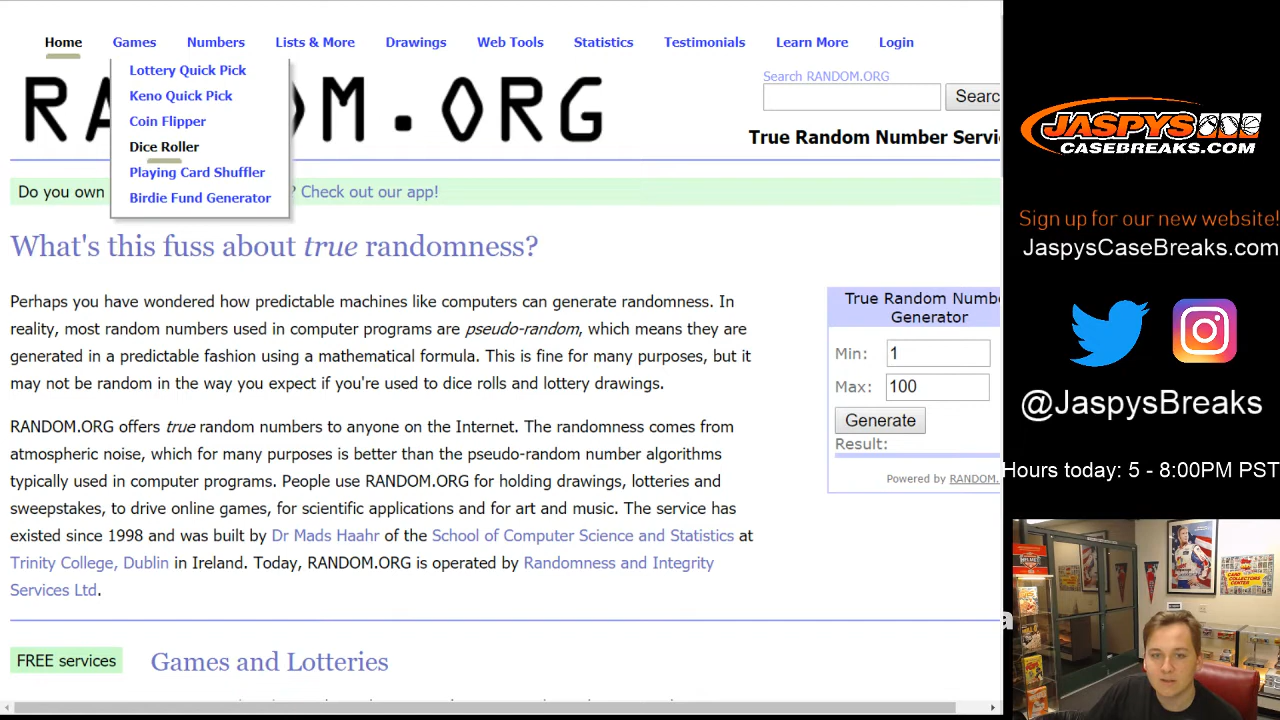 Home Games Numbers Lists & More Drawings Web Tools Statistics Testimonials Learn More Login
Lottery Quick Pick
Keno Quick Pick
Coin Flipper
Dice Roller
Playing Card Shuffler
Birdie Fund Generator
RANDOM.ORG
Search RANDOM.ORG
Searc
True Random Number Servi
Do you own ? Check out our app!
What's this fuss about true randomness?
Perhaps you have wondered how predictable machines like computers can generate randomness. In
reality, most random numbers used in computer programs are pseudo-random, which means they are
generated in a predictable fashion using a mathematical formula. This is fine for many purposes, but it
may not be random in the way you expect if you're used to dice rolls and lottery drawings.
RANDOM.ORG offers true random numbers to anyone on the Internet. The randomness comes from
atmospheric noise, which for many purposes is better than the pseudo-random number algorithms
typically used in computer programs. People use RANDOM.ORG for holding drawings, lotteries and
sweepstakes, to drive online games, for scientific applications and for art and music. The service has
existed since 1998 and was built by Dr Mads Haahr of the School of Computer Science and Statistics at
Trinity College, Dublin in Ireland. Today, RANDOM.ORG is operated by Randomness and Integrity
Services Ltd.
True Random Numb
Generator
Min: 1
Max: 100
Generate
Result:
Powered by RANDOM.
FREE services
Games and Lotteries
JASPYS
CASEBREAKS.COM
Sign up for our new website!
JaspysCaseBreaks.com
@JaspysBreaks
Hours today: 5 - 8:00PM PST